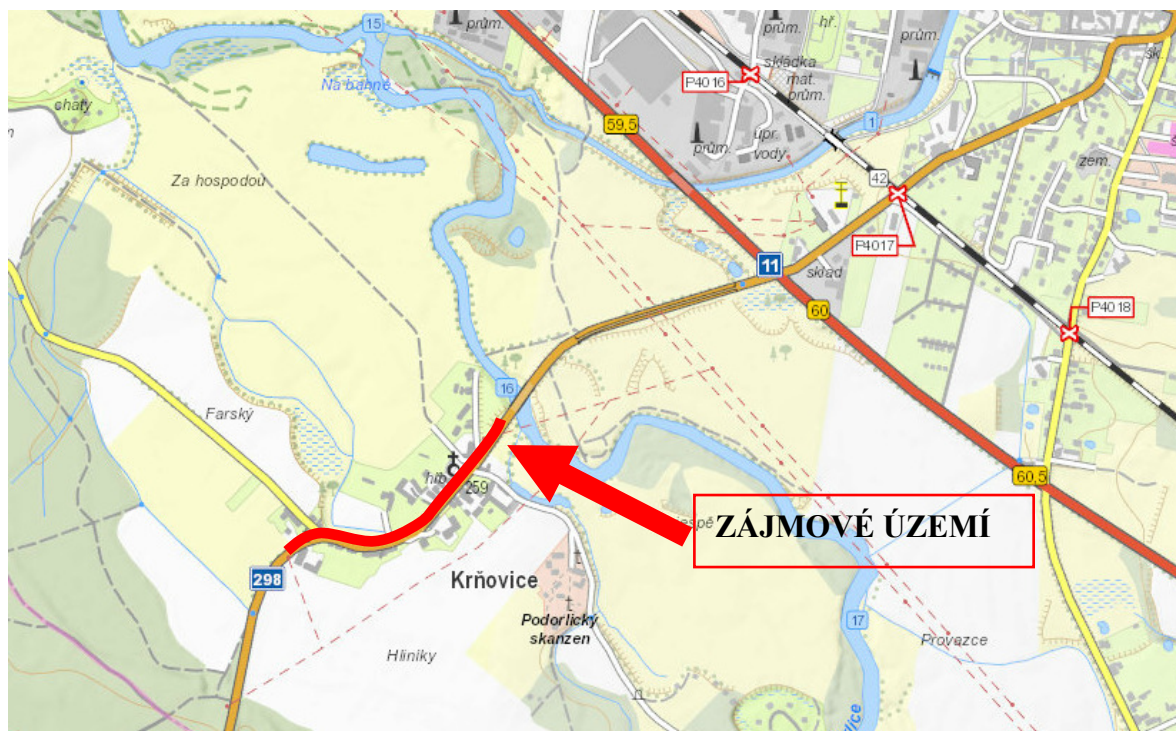 15
prům.
prům.
hř.
prům.
sk.
Na bahně
P4016
skládka
mat.
prům.
chaty
59,5
1
prům.
upr.
vody
zem.
Za hospodou
42
P4017
11
sklad
60
P4018
16
Farský
hřb.
259
60,5
ZÁJMOVÉ ÚZEMÍ
298
Krňovice
Podorlický
skanzen
17
Provazce
Hliníky